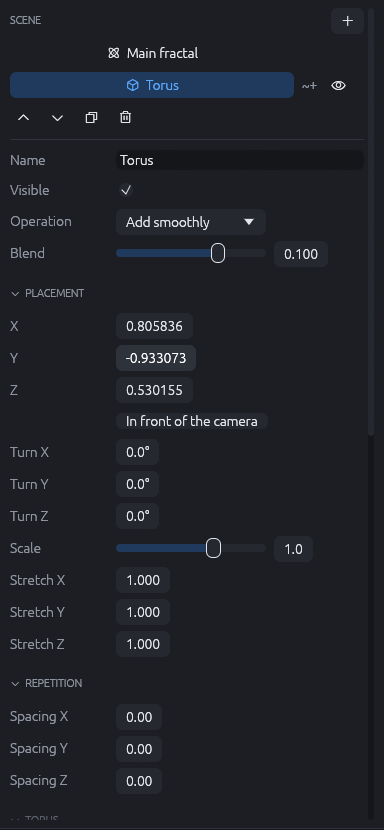 SCENE +
Main fractal
Torus ~+
Name Torus
Visible
Operation Add smoothly
Blend 0.100
PLACEMENT
X 0.805836
Y -0.933073
Z 0.530155
In front of the camera
Turn X 0.0°
Turn Y 0.0°
Turn Z 0.0°
Scale 1.0
Stretch X 1.000
Stretch Y 1.000
Stretch Z 1.000
REPETITION
Spacing X 0.00
Spacing Y 0.00
Spacing Z 0.00
TORUS